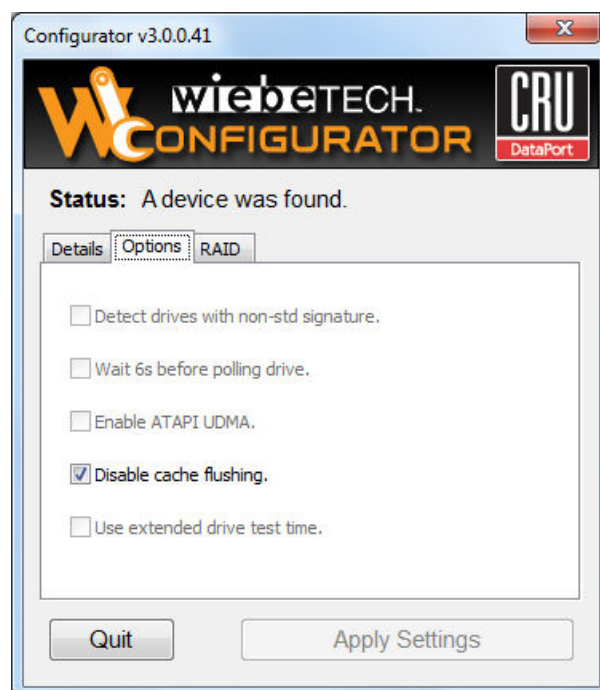 Configurator v3.0.0.41
WiebeTECH.
CONFIGURATOR
CRU
DataPort
Status: A device was found.
Details Options RAID
Detect drives with non-std signature.
Wait 6s before polling drive.
Enable ATAPI UDMA.
Disable cache flushing.
Use extended drive test time.
Quit Apply Settings